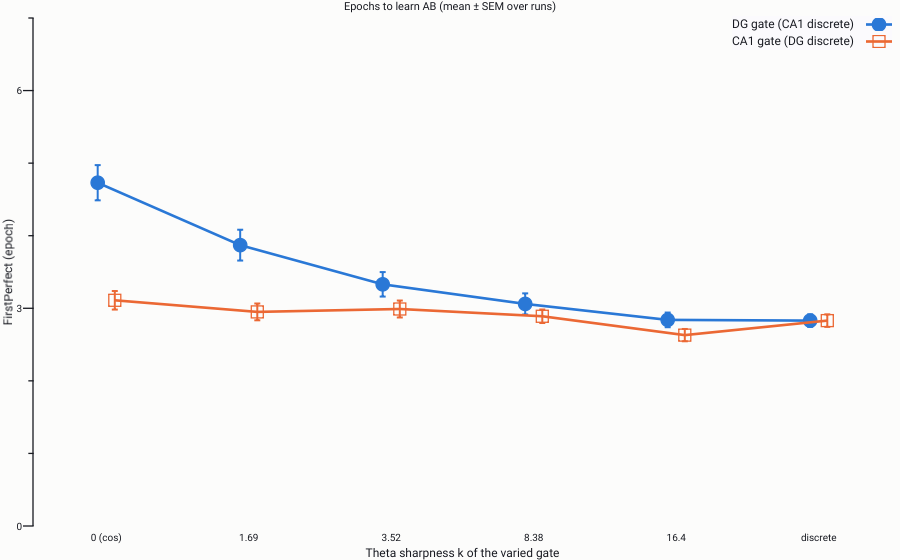 Epochs to learn AB (mean ± SEM over runs)
DG gate (CA1 discrete)
CA1 gate (DG discrete)
FirstPerfect (epoch)
6
3
0
0 (cos)
1.69
3.52
8.38
16.4
discrete
Theta sharpness k of the varied gate